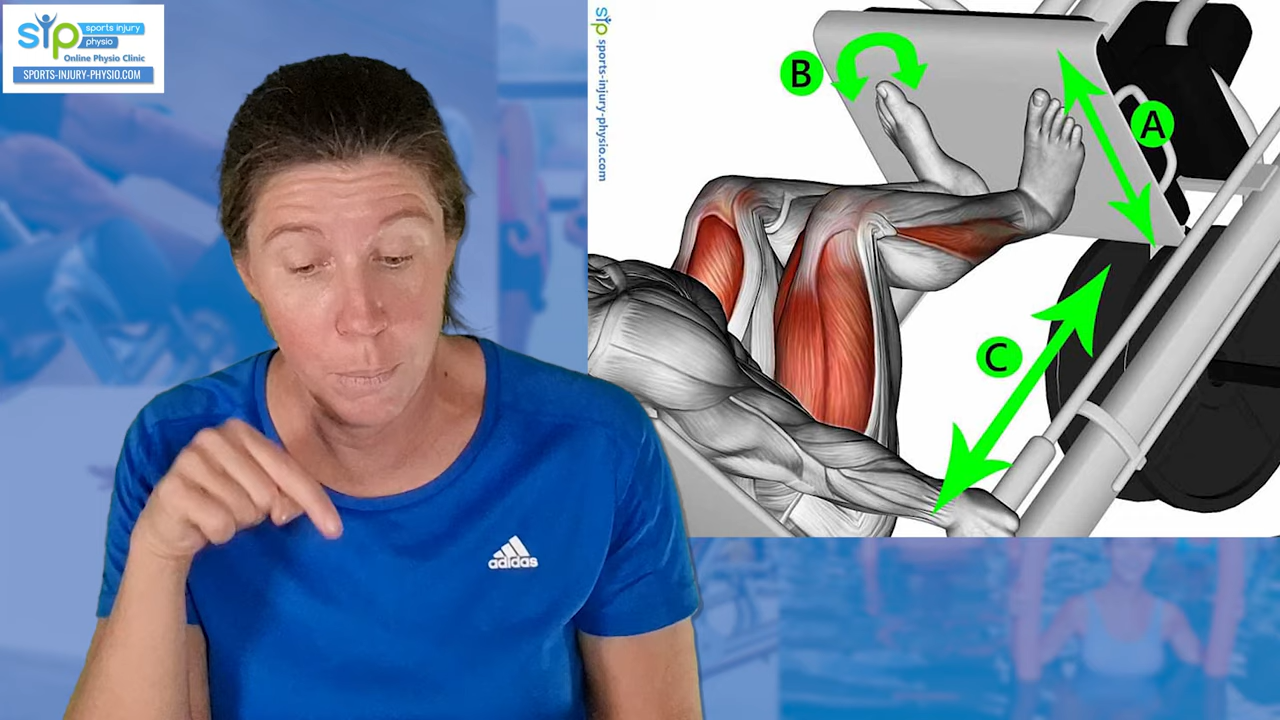 sip sports injury
physio
Online Physio Clinic
SPORTS-INJURY-PHYSIO.COM
adidas
sip sports-injury-physio.com
B
A
C